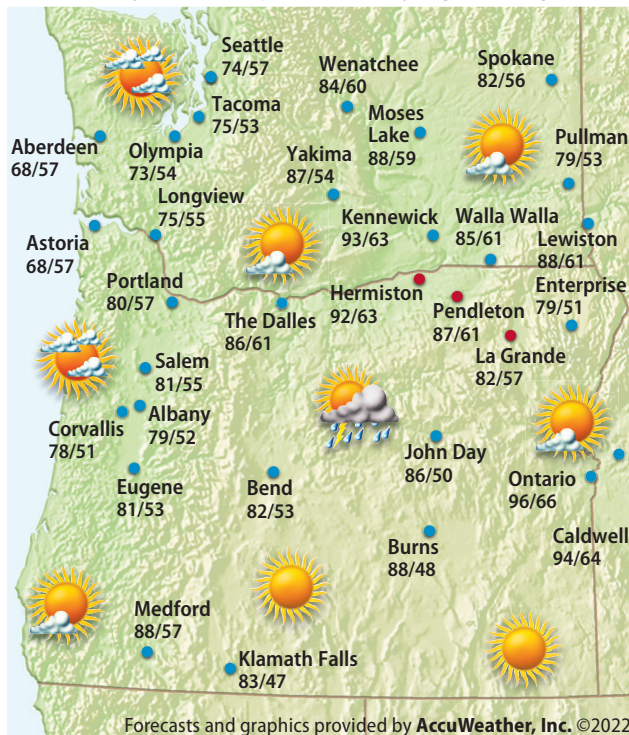 Seattle
74/57
Wenatchee
84/60
Spokane
82/56
Tacoma
75/53
Moses
Lake
88/59
Aberdeen
68/57
Olympia
73/54
Yakima
87/54
Pullman
79/53
Longview
75/55
Kennewick
93/63
Walla Walla
85/61
Lewiston
88/61
Astoria
68/57
Portland
80/57
The Dalles
86/61
Hermiston
92/63
Pendleton
87/61
Enterprise
79/51
La Grande
82/57
Salem
81/55
Albany
79/52
Corvallis
78/51
John Day
86/50
Ontario
96/66
Eugene
81/53
Bend
82/53
Caldwell
94/64
Burns
88/48
Medford
88/57
Klamath Falls
83/47
Forecasts and graphics provided by AccuWeather, Inc. ©2022